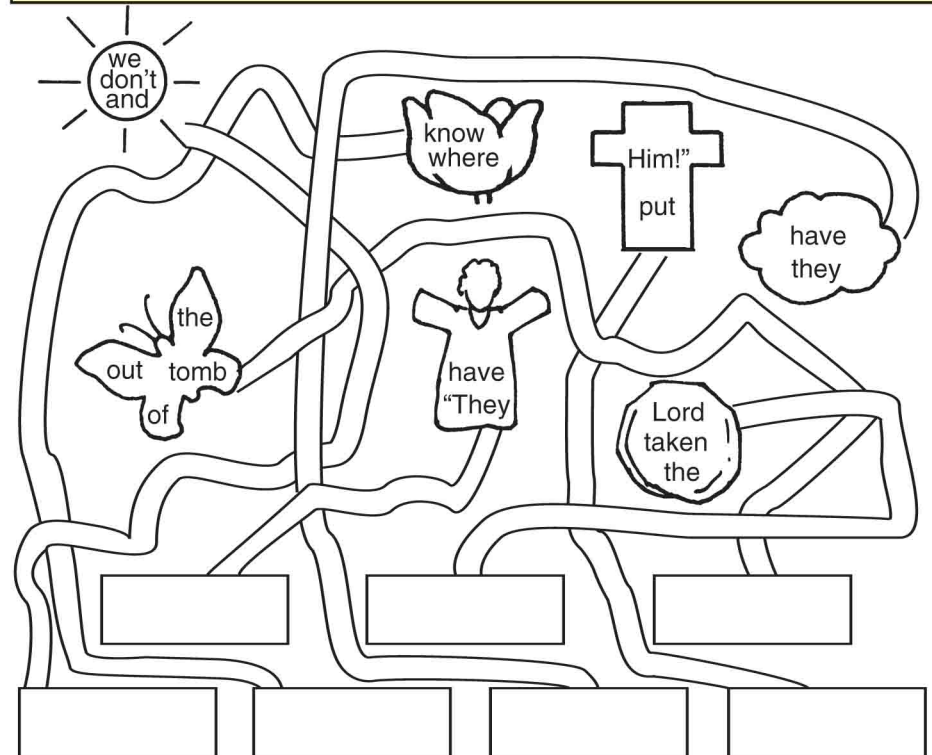 we
don't
and
know
where
Him!”
put
have
they
the
out tomb
of
have
“They
Lord
taken
the